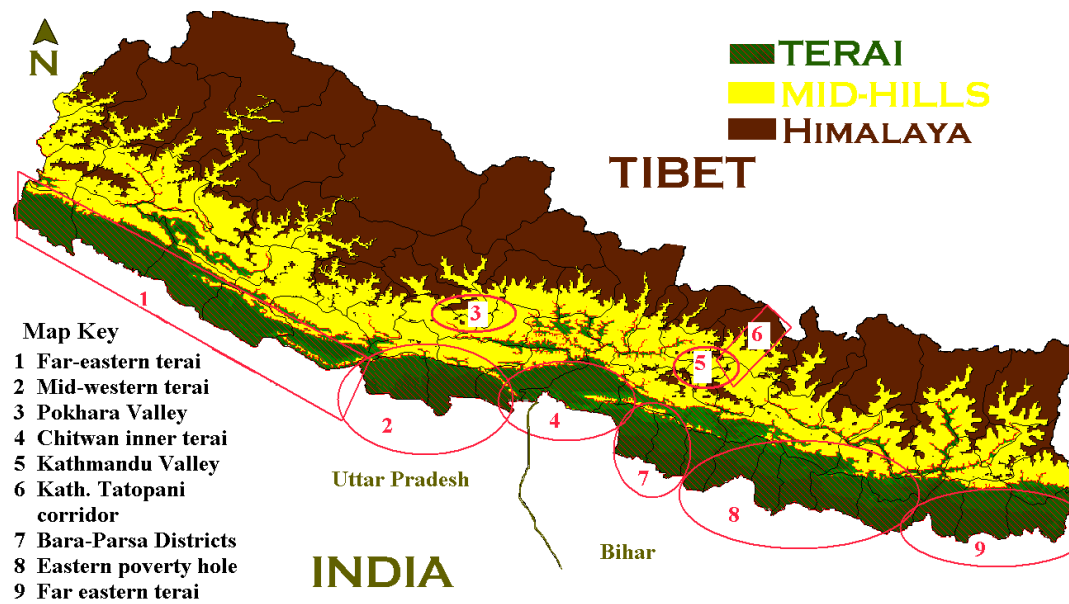 N
TERAI
MID-HILLS
HIMALAYA
TIBET
1
2
3
4
5
6
7
8
9
Uttar Pradesh
Bihar
INDIA
Map Key
1 Far-eastern terai
2 Mid-western terai
3 Pokhara Valley
4 Chitwan inner terai
5 Kathmandu Valley
6 Kath. Tatopani
corridor
7 Bara-Parsa Districts
8 Eastern poverty hole
9 Far eastern terai